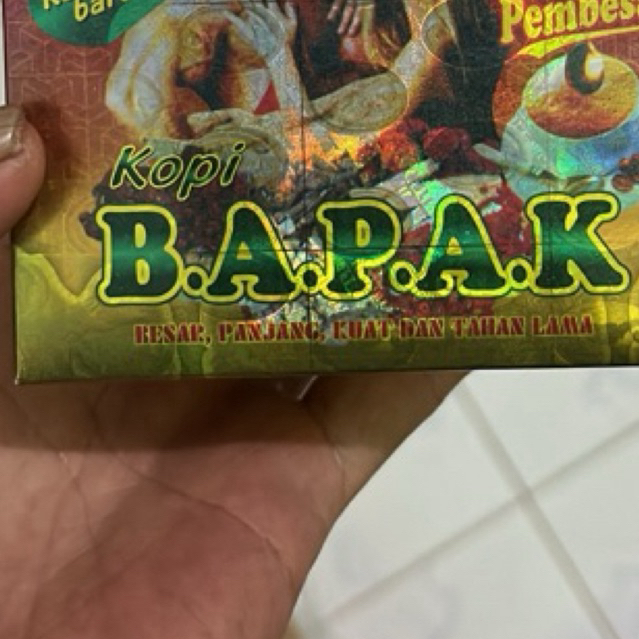 Pembes
Kopi
B.A.P.A.K
BESAR, PANJANG, KUAT DAN TAHAN LAMA